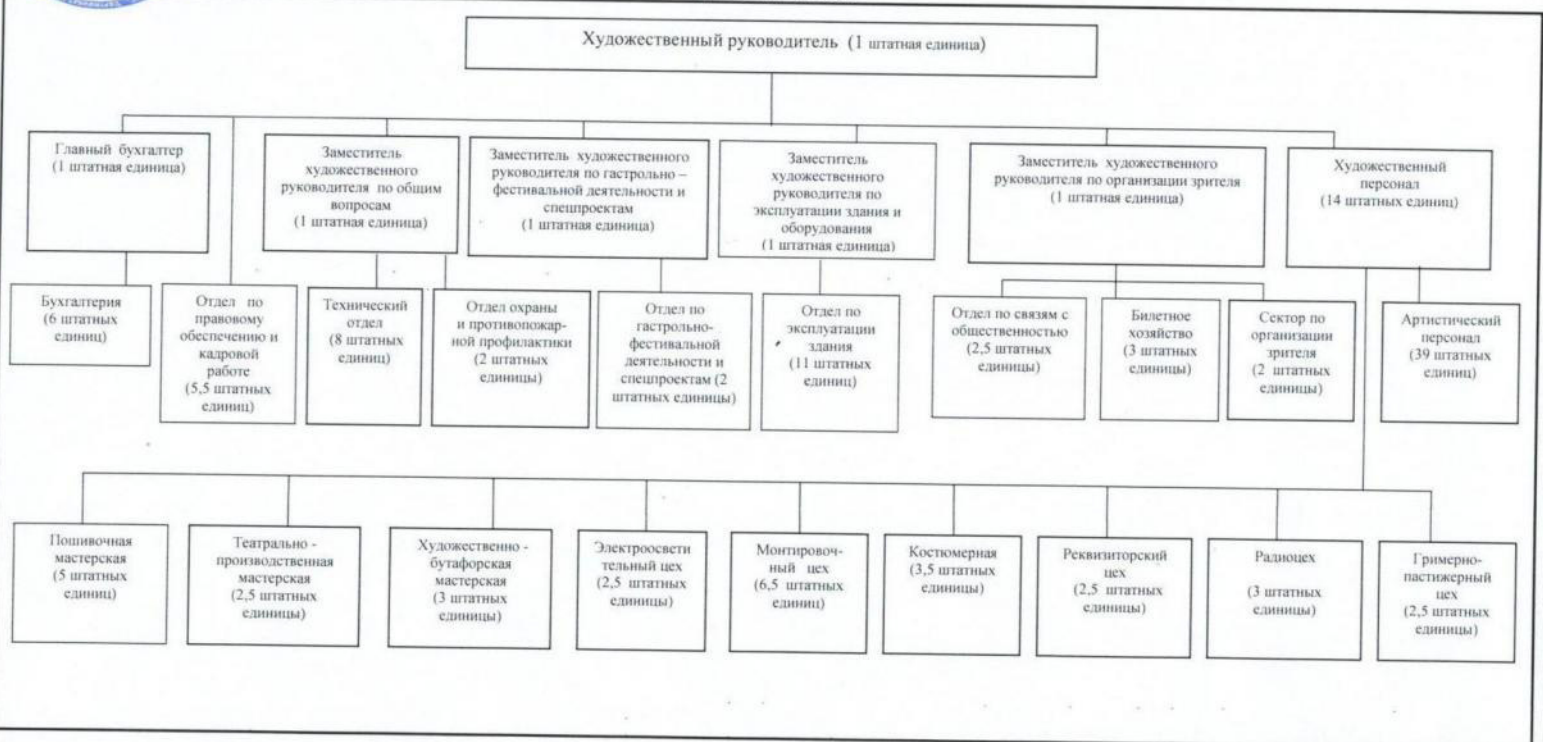 Художественный руководитель (1 штатная единица)
Главный бухгалтер
(1 штатная единица)
Заместитель
художественного
руководителя по общим
вопросам
(1 штатная единица)
Заместитель художественного
руководителя по гастрольно –
фестивальной деятельности и
спецпроектам
(1 штатная единица)
Заместитель
художественного
руководителя по
эксплуатации здания и
оборудования
(1 штатная единица)
Заместитель художественного
руководителя по организации зрителя
(1 штатная единица)
Художественный
персонал
(14 штатных единиц)
Бухгалтерия
(6 штатных
единиц)
Отдел по
правовому
обеспечению и
кадровой
работе
(5,5 штатных
единиц)
Технический
отдел
(8 штатных
единиц)
Отдел охраны
и противопожар-
ной профилактики
(2 штатных
единицы)
Отдел по
гастрольно-
фестивальной
деятельности и
спецпроектам (2
штатных единицы)
Отдел по
эксплуатации
здания
(11 штатных
единиц)
Отдел по связям с
общественностью
(2,5 штатных
единицы)
Билетное
хозяйство
(3 штатных
единицы)
Сектор по
организации
зрителя
(2 штатных
единицы)
Артистический
персонал
(39 штатных
единиц)
Пошивочная
мастерская
(5 штатных
единиц)
Театрально -
производственная
мастерская
(2,5 штатных
единицы)
Художественно -
бутафорская
мастерская
(3 штатных
единицы)
Электроосвети
тельный цех
(2,5 штатных
единицы)
Монтировоч-
ный цех
(6,5 штатных
единиц)
Костюмерная
(3,5 штатных
единицы)
Реквизиторский
цех
(2,5 штатных
единицы)
Радиоцех
(3 штатных
единицы)
Гримерно-
пастижерный
цех
(2,5 штатных
единицы)